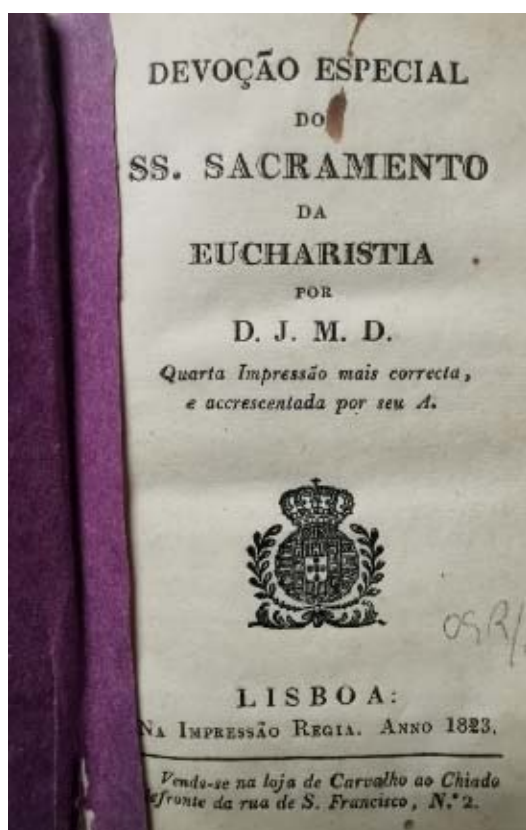 DEVOÇÃO ESPECIAL
DO
SS. SACRAMENTO
DA
EUCHARISTIA
POR
D. J. M. D.
Quarta Impressão mais correcta,
e accrescentada por seu A.
LISBOA:
NA IMPRESSÃO REGIA. ANNO 1823.
Vende-se na loja de Carvalho ao Chiado
defronte da rua de S. Francisco, N.º 2.